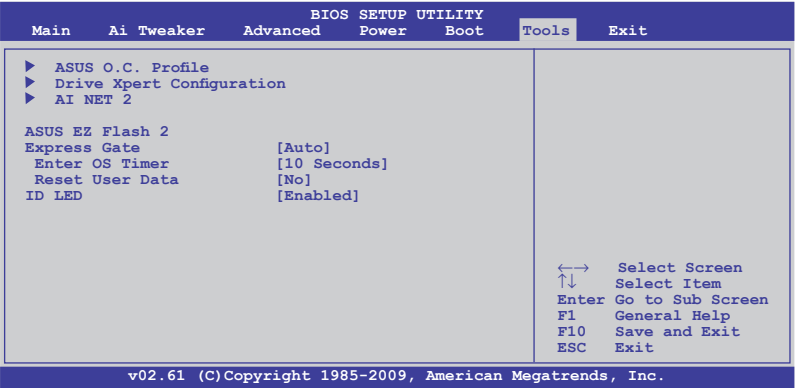 BIOS SETUP UTILITY
Main Ai Tweaker Advanced Power Boot Tools Exit
ASUS O.C. Profile
Drive Xpert Configuration
AI NET 2
ASUS EZ Flash 2
Express Gate [Auto]
Enter OS Timer [10 Seconds]
Reset User Data [No]
ID LED [Enabled]
←→ Select Screen
↑↓ Select Item
Enter Go to Sub Screen
F1 General Help
F10 Save and Exit
ESC Exit
v02.61 (C)Copyright 1985-2009, American Megatrends, Inc.